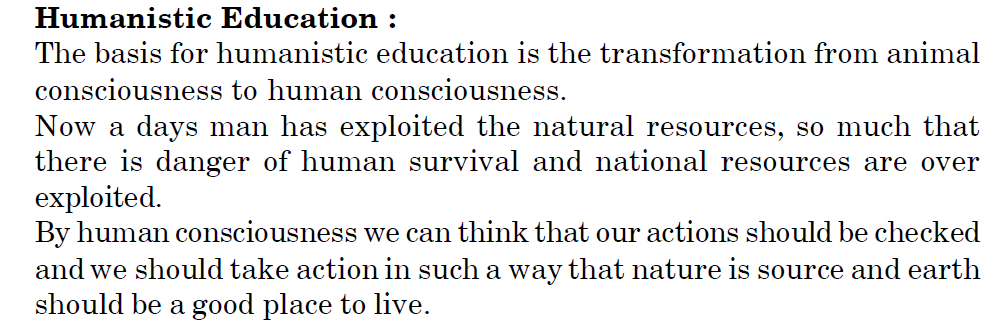 Humanistic Education :
The basis for humanistic education is the transformation from animal
consciousness to human consciousness.
Now a days man has exploited the natural resources, so much that
there is danger of human survival and national resources are over
exploited.
By human consciousness we can think that our actions should be checked
and we should take action in such a way that nature is source and earth
should be a good place to live.